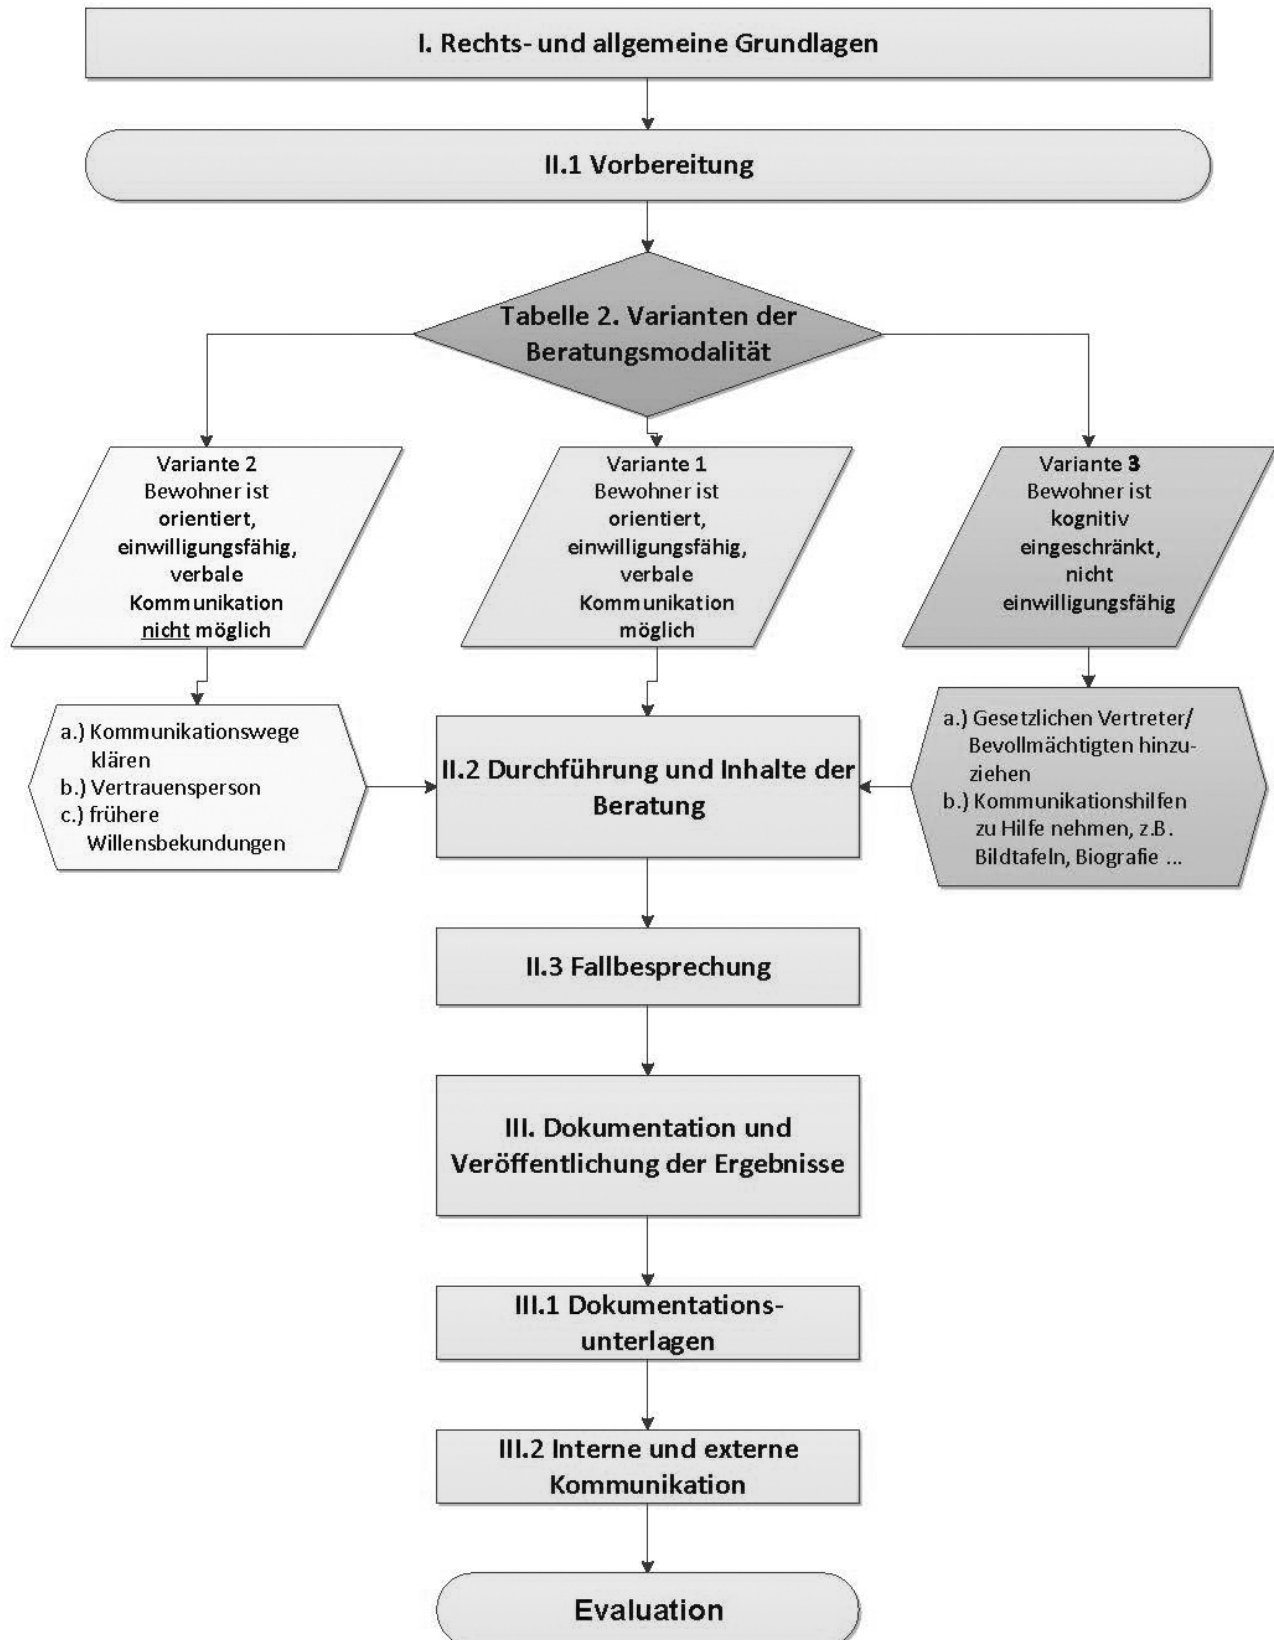 I. Rechts- und allgemeine Grundlagen
II.1 Vorbereitung
Tabelle 2. Varianten der
Beratungsmodalität
Variante 2
Bewohner ist
orientiert,
einwilligungsfähig,
verbale
Kommunikation
nicht möglich
Variante 1
Bewohner ist
orientiert,
einwilligungsfähig,
verbale
Kommunikation
möglich
Variante 3
Bewohner ist
kognitiv
eingeschränkt,
nicht
einwilligungsfähig
a.) Kommunikationswege
klären
b.) Vertrauensperson
c.) frühere
Willensbekundungen
II.2 Durchführung und Inhalte der
Beratung
a.) Gesetzlichen Vertreter/
Bevollmächtigten hinzu-
ziehen
b.) Kommunikationshilfen
zu Hilfe nehmen, z.B.
Bildtafeln, Biografie ...
II.3 Fallbesprechung
III. Dokumentation und
Veröffentlichung der Ergebnisse
III.1 Dokumentations-
unterlagen
III.2 Interne und externe
Kommunikation
Evaluation